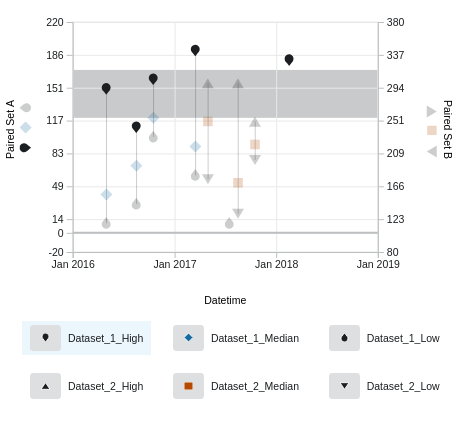 220
186
151
117
83
49
14
0
-20
380
337
294
251
209
166
123
80
Paired Set A
Paired Set B
Jan 2016
Jan 2017
Jan 2018
Jan 2019
Datetime
Dataset_1_High
Dataset_1_Median
Dataset_1_Low
Dataset_2_High
Dataset_2_Median
Dataset_2_Low